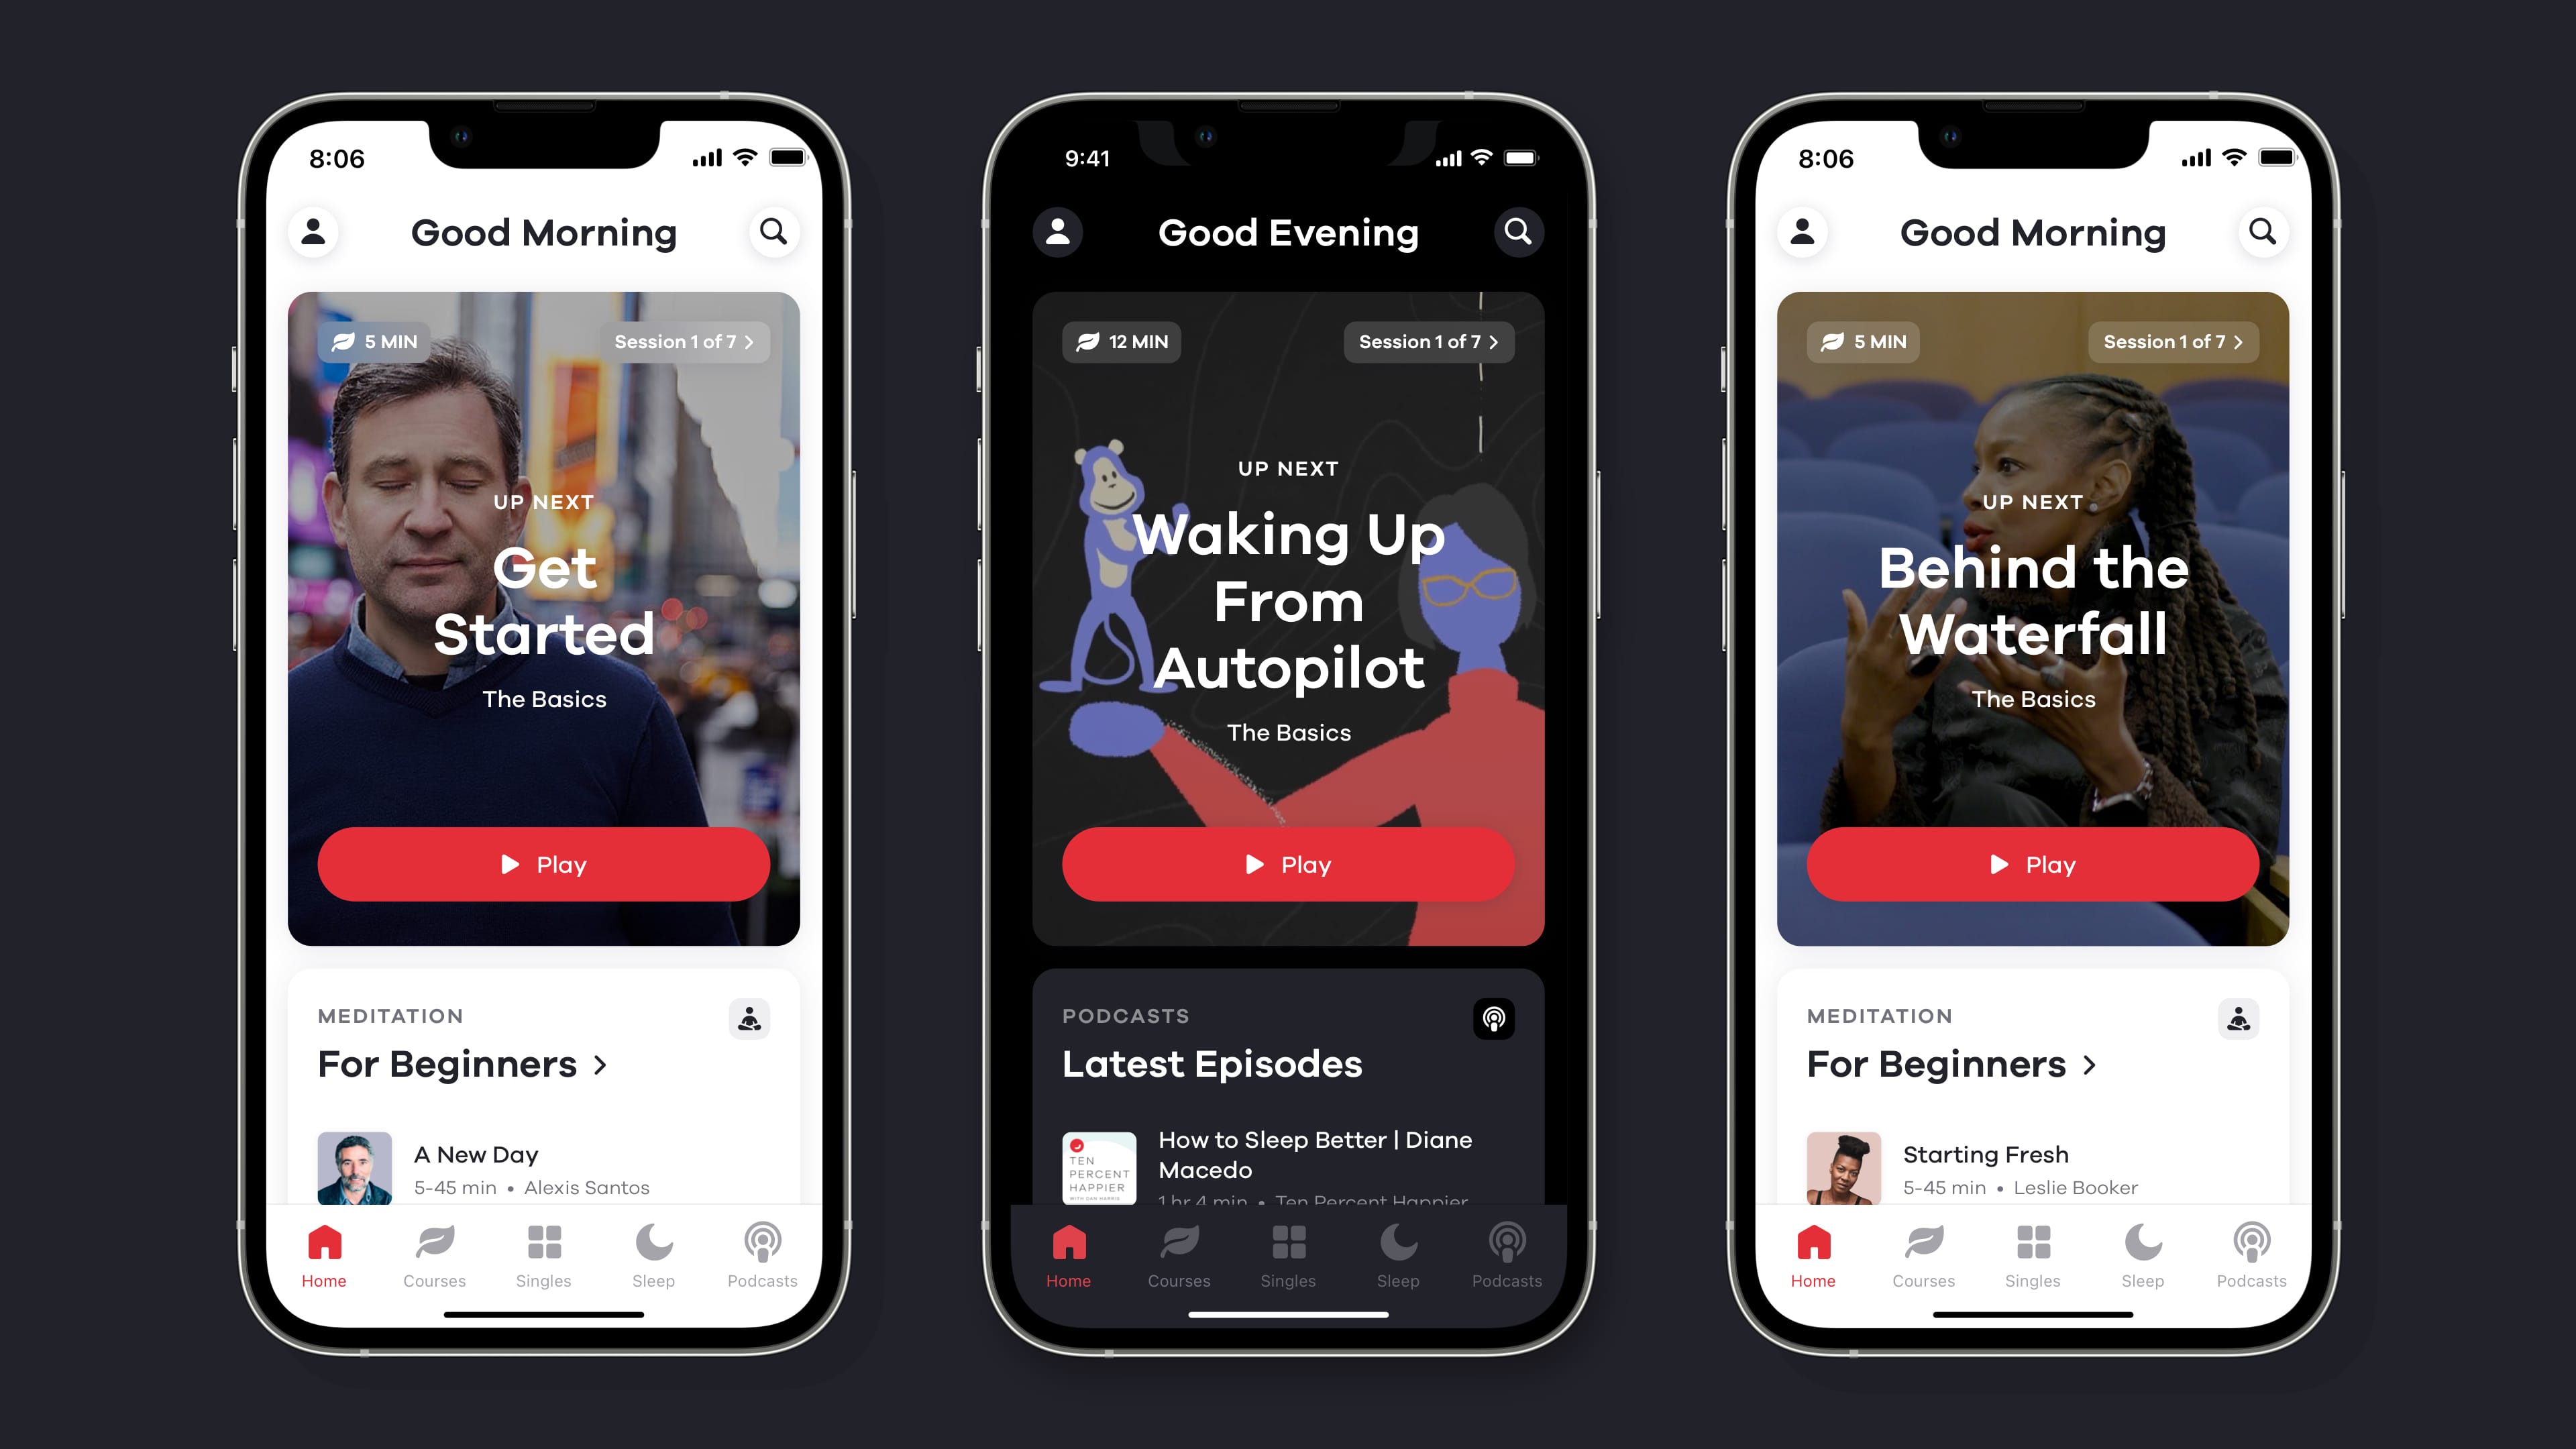 8:06
Good Morning
5 MIN
Session 1 of 7
UP NEXT
Get
Started
The Basics
Play
MEDITATION
For Beginners
A New Day
5-45 min • Alexis Santos
Home
Courses
Singles
Sleep
Podcasts
9:41
Good Evening
12 MIN
Session 1 of 7
UP NEXT
Waking Up
From
Autopilot
The Basics
Play
PODCASTS
Latest Episodes
TEN
PERCENT
HAPPIER
WITH DAN HARRIS
How to Sleep Better | Diane
Macedo
1 hr 4 min • Ten Percent Happier
Home
Courses
Singles
Sleep
Podcasts
8:06
Good Morning
5 MIN
Session 1 of 7
UP NEXT
Behind the
Waterfall
The Basics
Play
MEDITATION
For Beginners
Starting Fresh
5-45 min • Leslie Booker
Home
Courses
Singles
Sleep
Podcasts